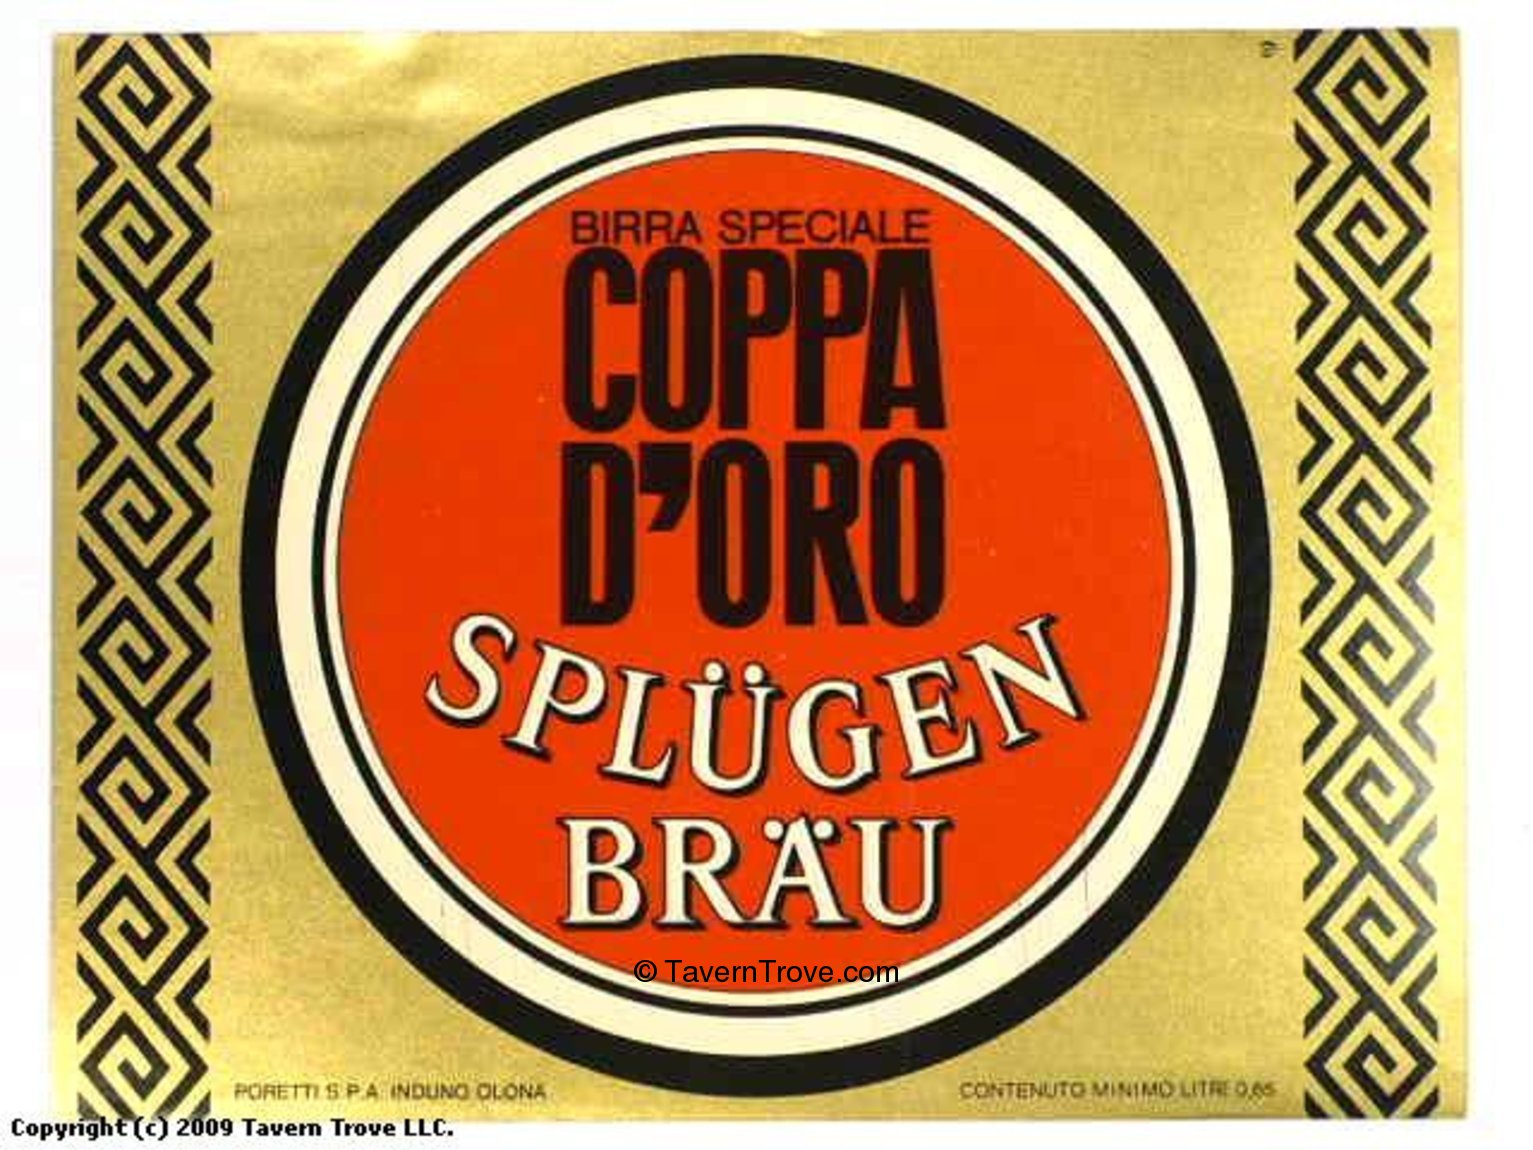 BIRRA SPECIALE
COPPA
D'ORO
SPLÜGEN
BRÄU
© TavernTrove.com
PORETTI S.P.A. INDUNO OLONA
CONTENUTO MINIMO LITRI 0,65
Copyright (c) 2009 Tavern Trove LLC.